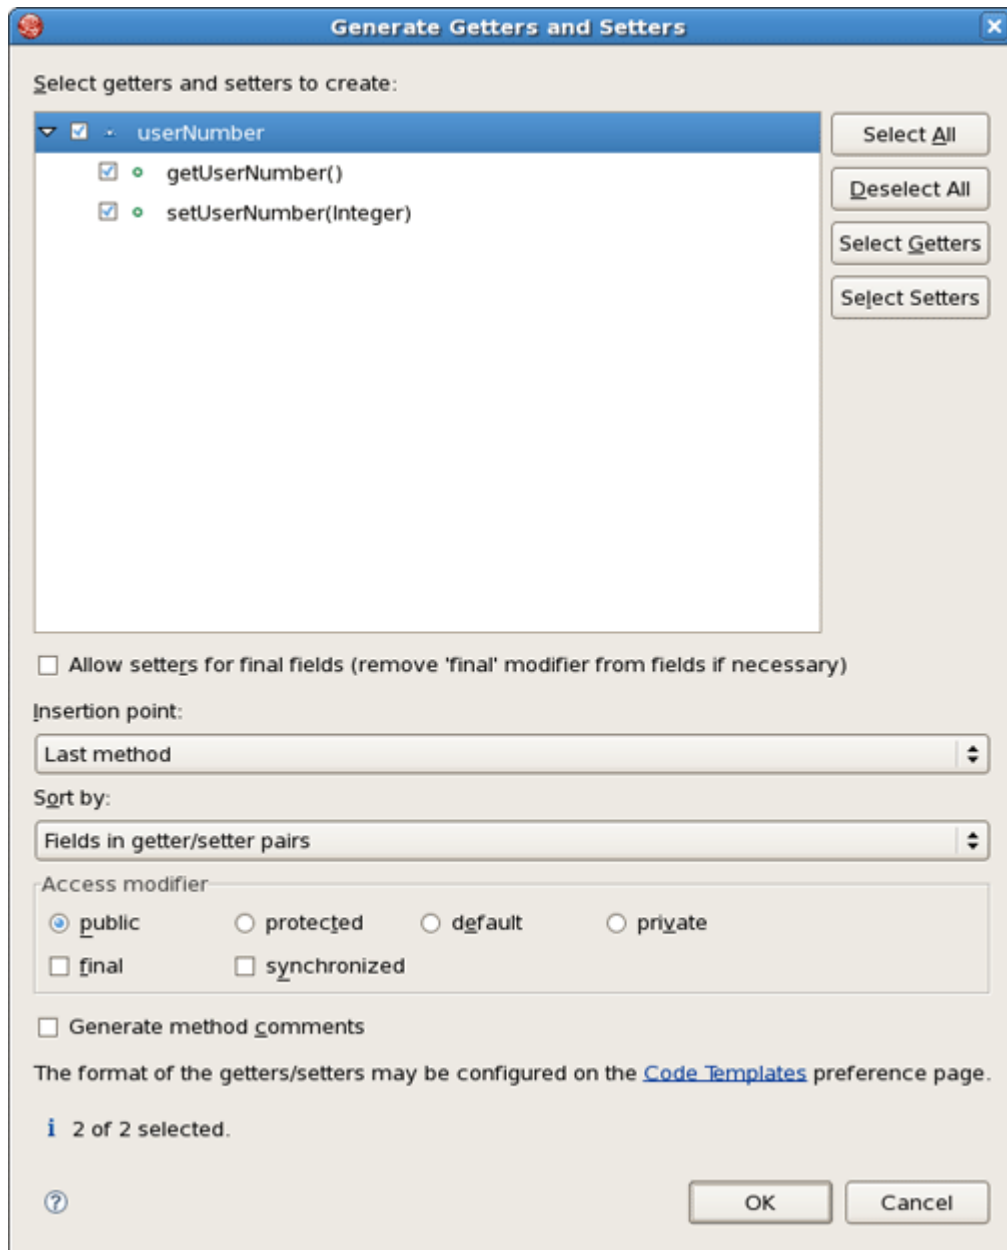 Generate Getters and Setters
Select getters and setters to create:
userNumber
getUserNumber()
setUserNumber(Integer)
Select All
Deselect All
Select Getters
Select Setters
Allow setters for final fields (remove 'final' modifier from fields if necessary)
Insertion point:
Last method
Sort by:
Fields in getter/setter pairs
Access modifier
public protected default private
final synchronized
Generate method comments
The format of the getters/setters may be configured on the Code Templates preference page.
2 of 2 selected.
OK Cancel